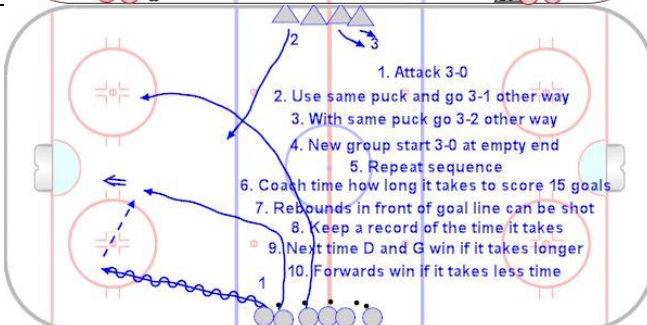 2
3
1. Attack 3-0
2. Use same puck and go 3-1 other way
3. With same puck go 3-2 other way
4. New group start 3-0 at empty end
5. Repeat sequence
6. Coach time how long it takes to score 15 goals
7. Rebounds in front of goal line can be shot
8. Keep a record of the time it takes
9. Next time D and G win if it takes longer
10. Forwards win if it takes less time
1